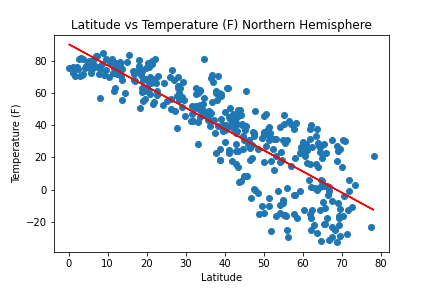 Latitude vs Temperature (F) Northern Hemisphere
Temperature (F)
80
60
40
20
0
−20
0 10 20 30 40 50 60 70 80
Latitude